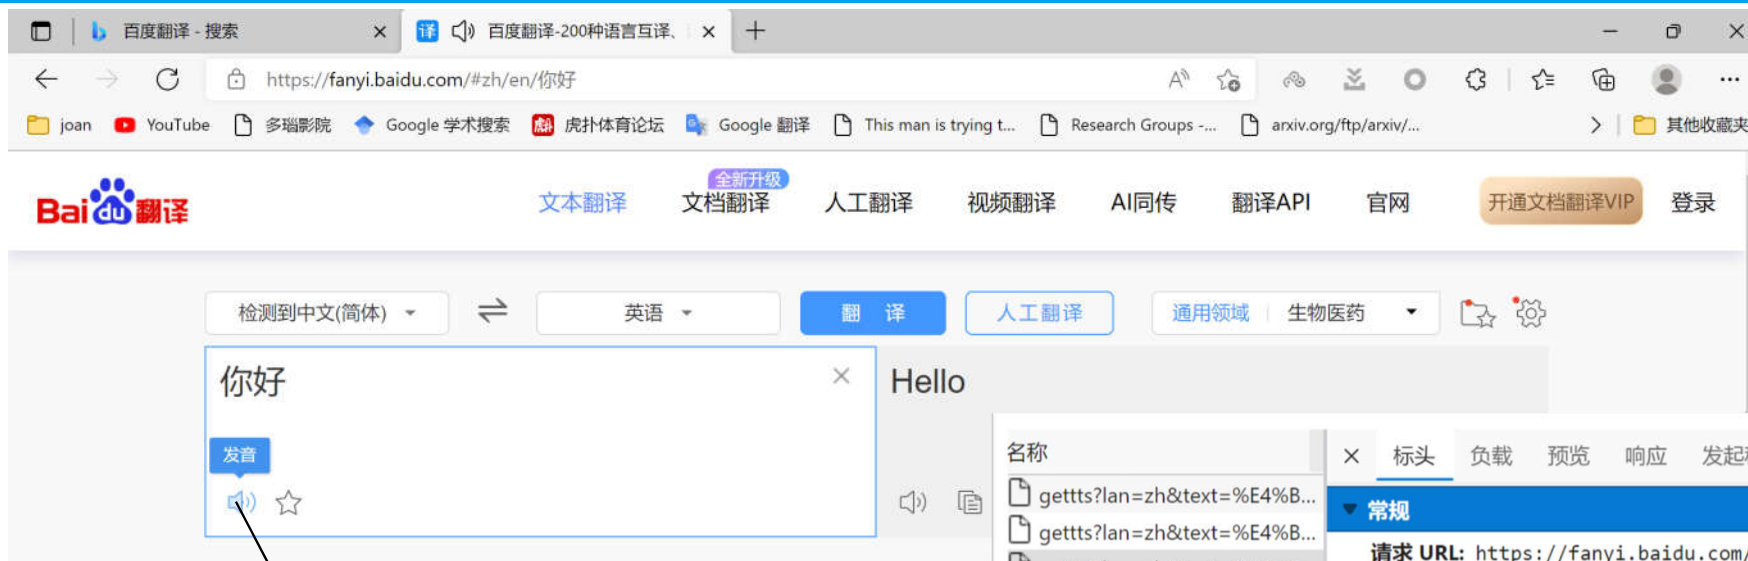 百度翻译 - 搜索
译 百度翻译-200种语言互译、
https://fanyi.baidu.com/#zh/en/你好
joan YouTube 多瑙影院 Google 学术搜索 虎扑体育论坛 Google 翻译 This man is trying t... Research Groups -... arxiv.org/ftp/arxiv/... 其他收藏夹
全新升级
Bai du 翻译 文本翻译 文档翻译 人工翻译 视频翻译 AI同传 翻译API 官网 开通文档翻译VIP 登录
检测到中文(简体) 英语 翻 译 人工翻译 通用领域 生物医药
你好 Hello
发音
名称 标头 负载 预览 响应 发起
gettts?lan=zh&text=%E4%B...
常规
gettts?lan=zh&text=%E4%B...
请求 URL: https://fanyi.baidu.com/